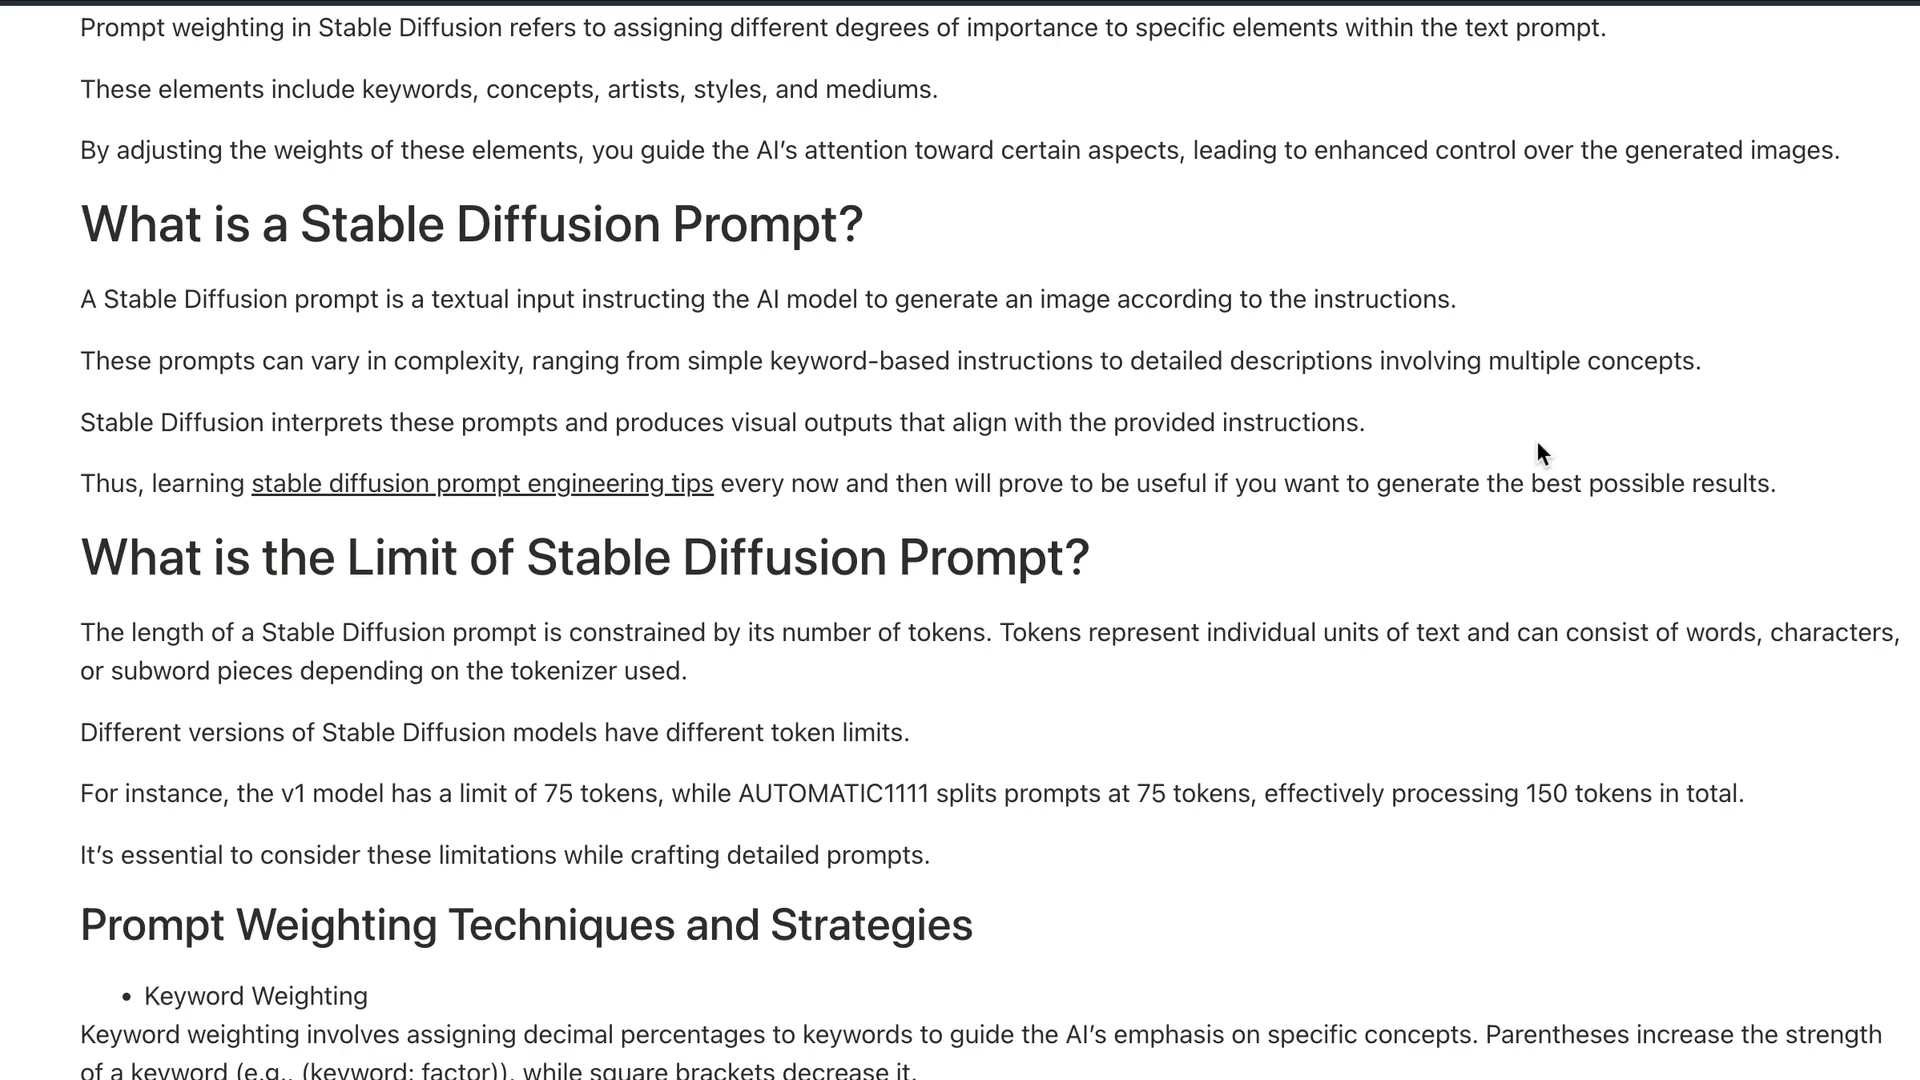 Prompt weighting in Stable Diffusion refers to assigning different degrees of importance to specific elements within the text prompt.
These elements include keywords, concepts, artists, styles, and mediums.
By adjusting the weights of these elements, you guide the AI’s attention toward certain aspects, leading to enhanced control over the generated images.
What is a Stable Diffusion Prompt?
A Stable Diffusion prompt is a textual input instructing the AI model to generate an image according to the instructions.
These prompts can vary in complexity, ranging from simple keyword-based instructions to detailed descriptions involving multiple concepts.
Stable Diffusion interprets these prompts and produces visual outputs that align with the provided instructions.
Thus, learning stable diffusion prompt engineering tips every now and then will prove to be useful if you want to generate the best possible results.
What is the Limit of Stable Diffusion Prompt?
The length of a Stable Diffusion prompt is constrained by its number of tokens. Tokens represent individual units of text and can consist of words, characters,
or subword pieces depending on the tokenizer used.
Different versions of Stable Diffusion models have different token limits.
For instance, the v1 model has a limit of 75 tokens, while AUTOMATIC1111 splits prompts at 75 tokens, effectively processing 150 tokens in total.
It’s essential to consider these limitations while crafting detailed prompts.
Prompt Weighting Techniques and Strategies
• Keyword Weighting
Keyword weighting involves assigning decimal percentages to keywords to guide the AI’s emphasis on specific concepts. Parentheses increase the strength
of a keyword (e.g., (keyword: factor)), while square brackets decrease it.